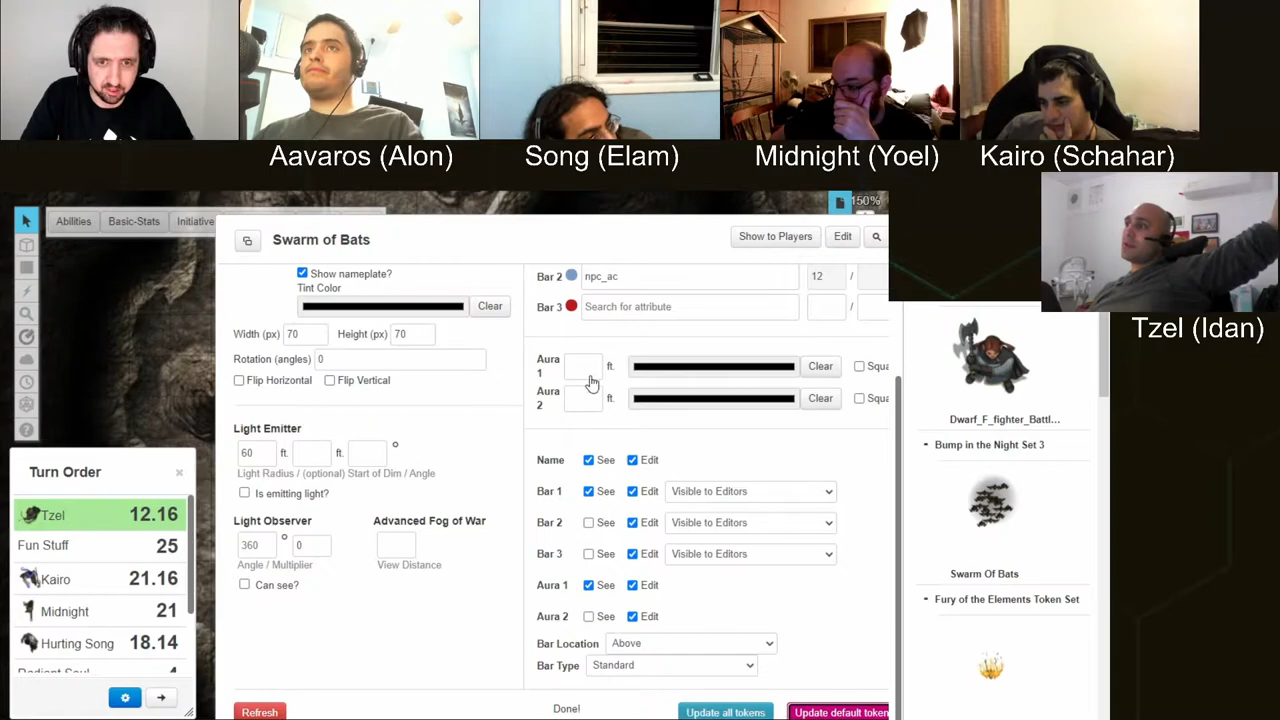 Aavaros (Alon)
Song (Elam)
Midnight (Yoel)
Kairo (Schahar)
Tzel (Idan)
Abilities
Basic-Stats
Initiative
150%
Swarm of Bats
Show to Players
Edit
Show nameplate?
Tint Color
Clear
Width (px) 70
Height (px) 70
Rotation (angles) 0
Flip Horizontal
Flip Vertical
Light Emitter
60 ft. ft. °
Light Radius / (optional) Start of Dim / Angle
Is emitting light?
Light Observer
Advanced Fog of War
360 ° 0
Angle / Multiplier
View Distance
Can see?
Refresh
Bar 2 npc_ac 12 /
Bar 3 Search for attribute /
Aura 1 ft. Clear Squa
Aura 2 ft. Clear Squa
Name See Edit
Bar 1 See Edit Visible to Editors
Bar 2 See Edit Visible to Editors
Bar 3 See Edit Visible to Editors
Aura 1 See Edit
Aura 2 See Edit
Bar Location Above
Bar Type Standard
Done!
Update all tokens
Update default token
Turn Order ×
Tzel 12.16
Fun Stuff 25
Kairo 21.16
Midnight 21
Hurting Song 18.14
Radiant Soul 4
Dwarf_F_fighter_Battl...
- Bump in the Night Set 3
Swarm Of Bats
- Fury of the Elements Token Set